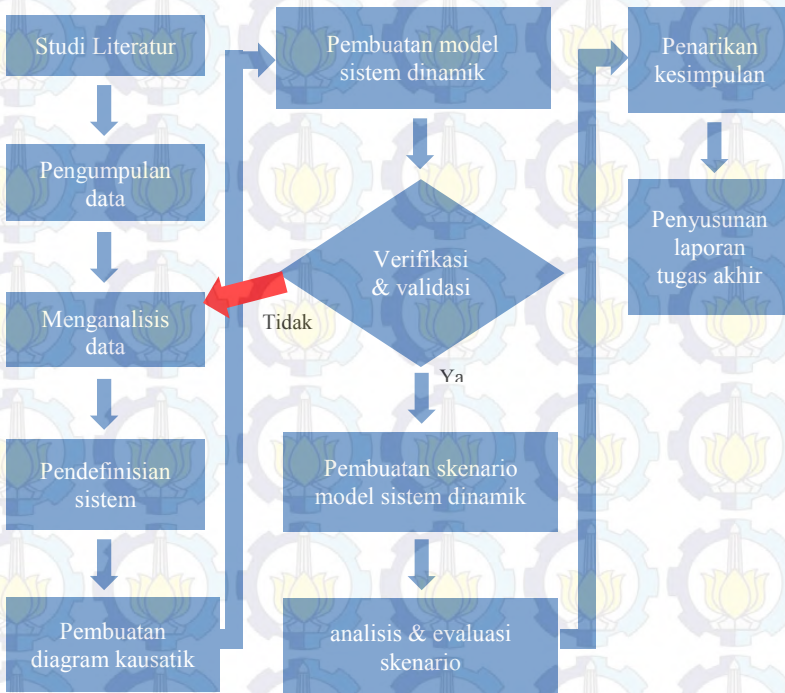 Studi Literatur
Pengumpulan
data
Menganalisis
data
Pendefinisian
sistem
Pembuatan
diagram kausatik
Pembuatan model
sistem dinamik
Verifikasi
& validasi
Tidak
Ya
Pembuatan skenario
model sistem dinamik
analisis & evaluasi
skenario
Penarikan
kesimpulan
Penyusunan
laporan
tugas akhir